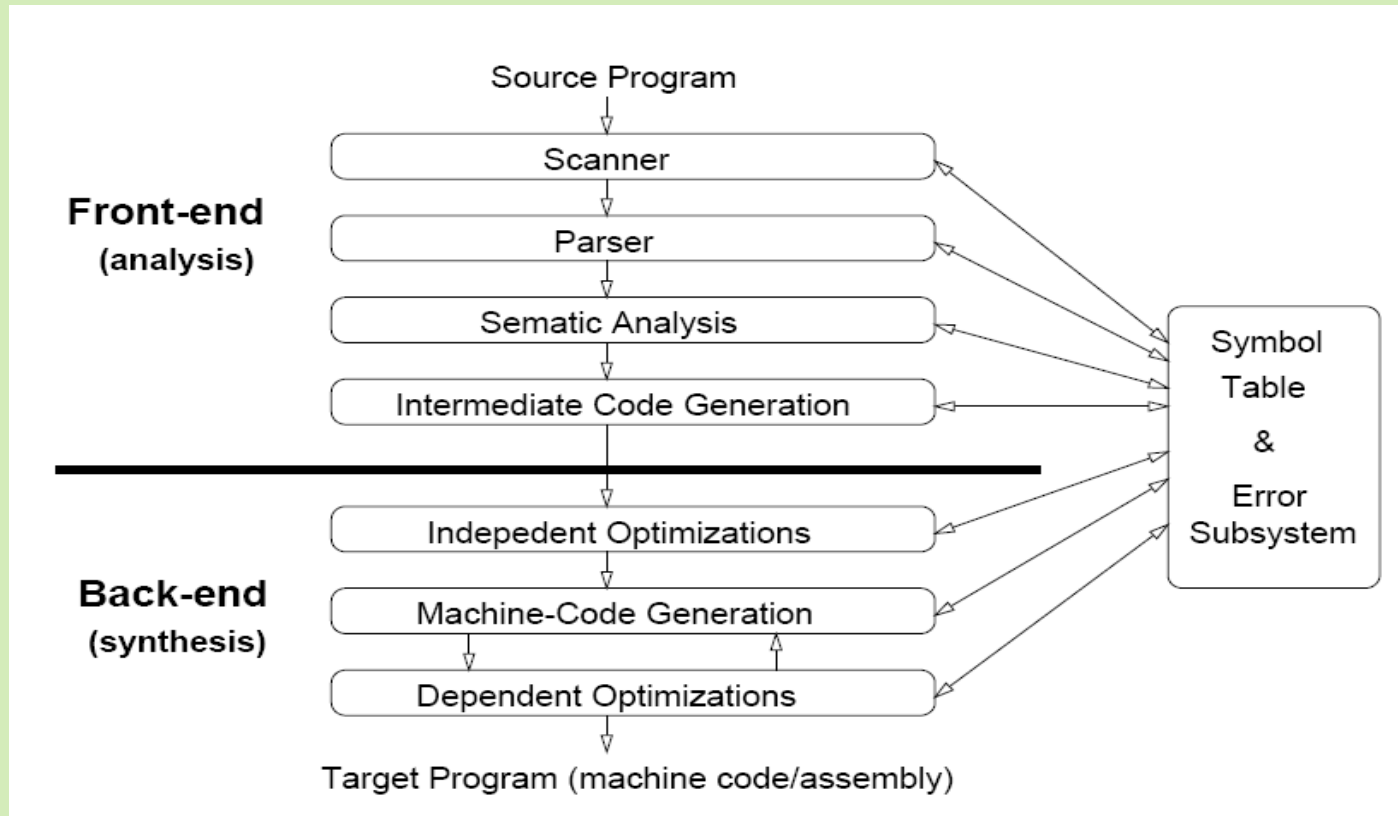 Source Program
Scanner
Front-end
(analysis)
Parser
Sematic Analysis
Intermediate Code Generation
Symbol
Table
&
Error
Subsystem
Indepedent Optimizations
Back-end
(synthesis)
Machine-Code Generation
Dependent Optimizations
Target Program (machine code/assembly)